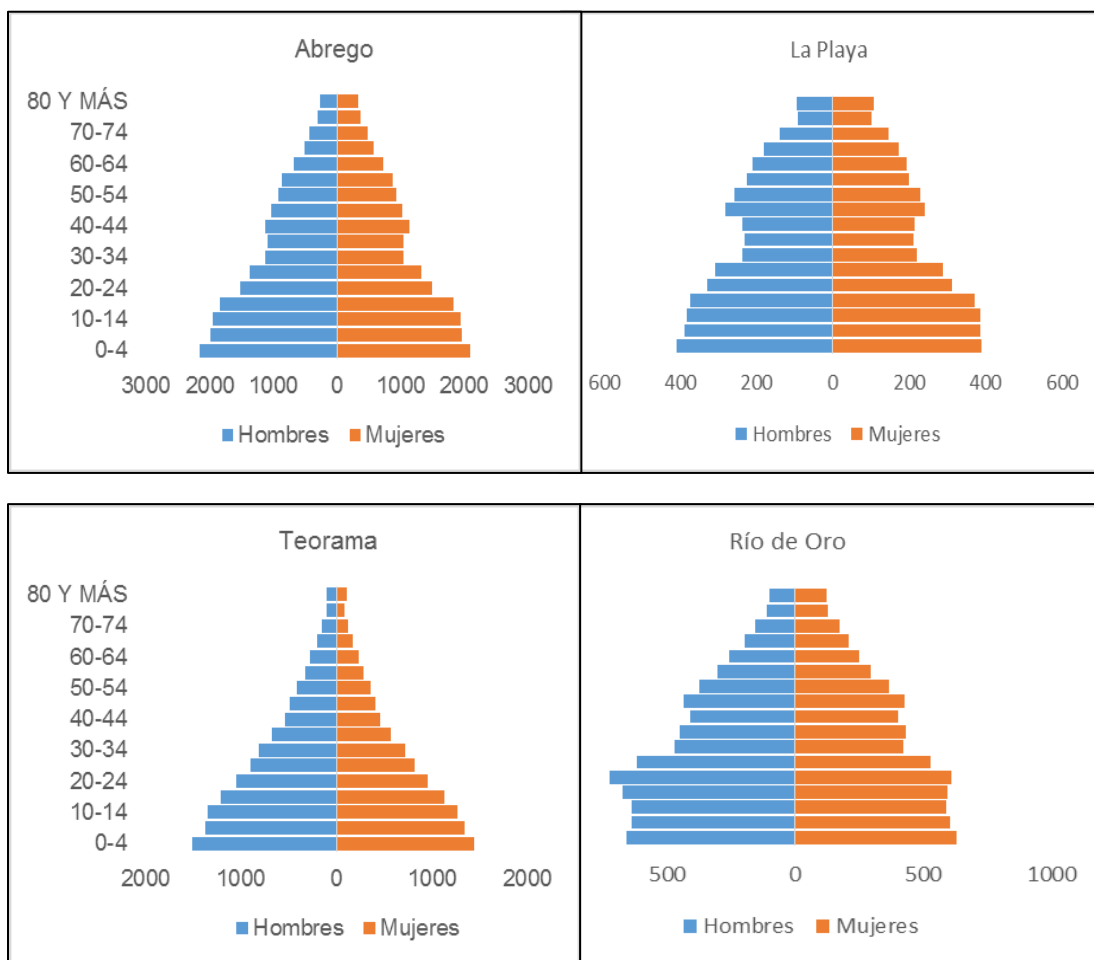 Abrego
80 Y MÁS
70-74
60-64
50-54
40-44
30-34
20-24
10-14
0-4
3000 2000 1000 0 1000 2000 3000
Hombres Mujeres
La Playa
600 400 200 0 200 400 600
Hombres Mujeres
Teorama
80 Y MÁS
70-74
60-64
50-54
40-44
30-34
20-24
10-14
0-4
2000 1000 0 1000 2000
Hombres Mujeres
Río de Oro
500 0 500 1000
Hombres Mujeres